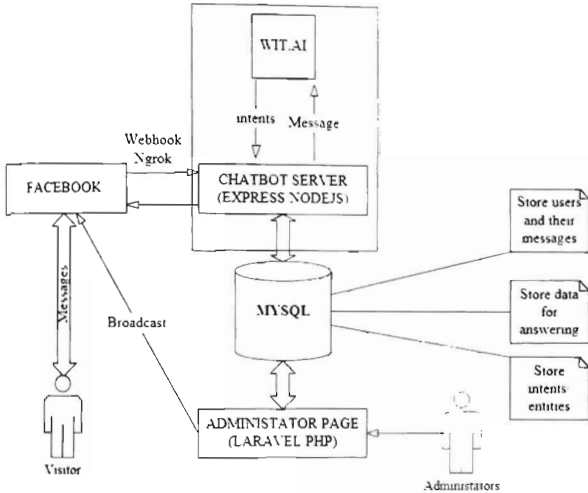 WIT.AI
intents
Message
Webhook
Ngrok
FACEBOOK
CHATBOT SERVER
(EXPRESS NODEJS)
Store users
and their
messages
Messages
Broadcast
MYSQL
Store data
for
answering
Store
intents
entities
ADMINISTATOR PAGE
(LARAVEL PHP)
Visitor
Administators